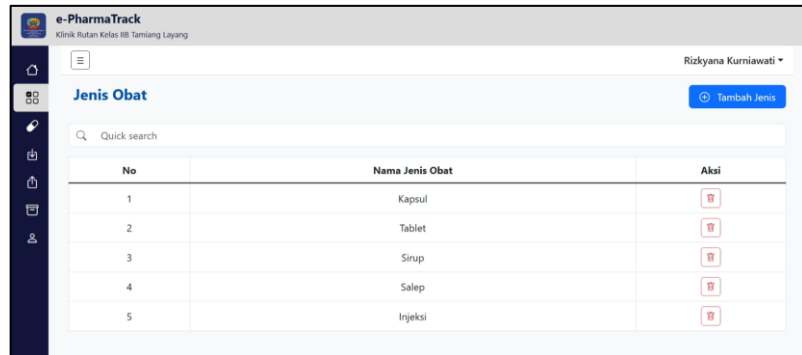 e-PharmaTrack
Klinik Rutan Kelas IIB Tamiang Layang
Rizkyana Kurniawati
Jenis Obat
Tambah Jenis
Quick search
No Nama Jenis Obat Aksi
1 Kapsul
2 Tablet
3 Sirup
4 Salep
5 Injeksi